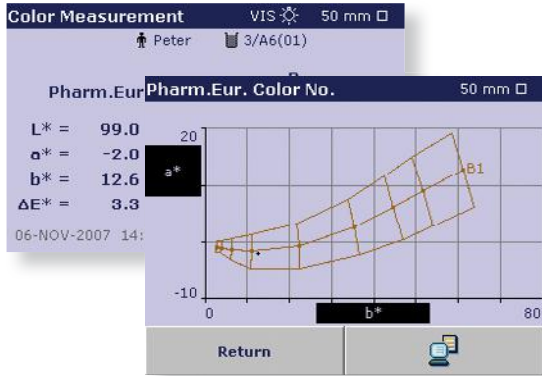 Color Measurement VIS 50 mm
Peter 3/A6(01)
Pharm.Eur
L* = 99.0
a* = -2.0
b* = 12.6
ΔE* = 3.3
06-NOV-2007 14:
Pharm.Eur. Color No. 50 mm
20
a*
B1
-10
0 b* 80
Return